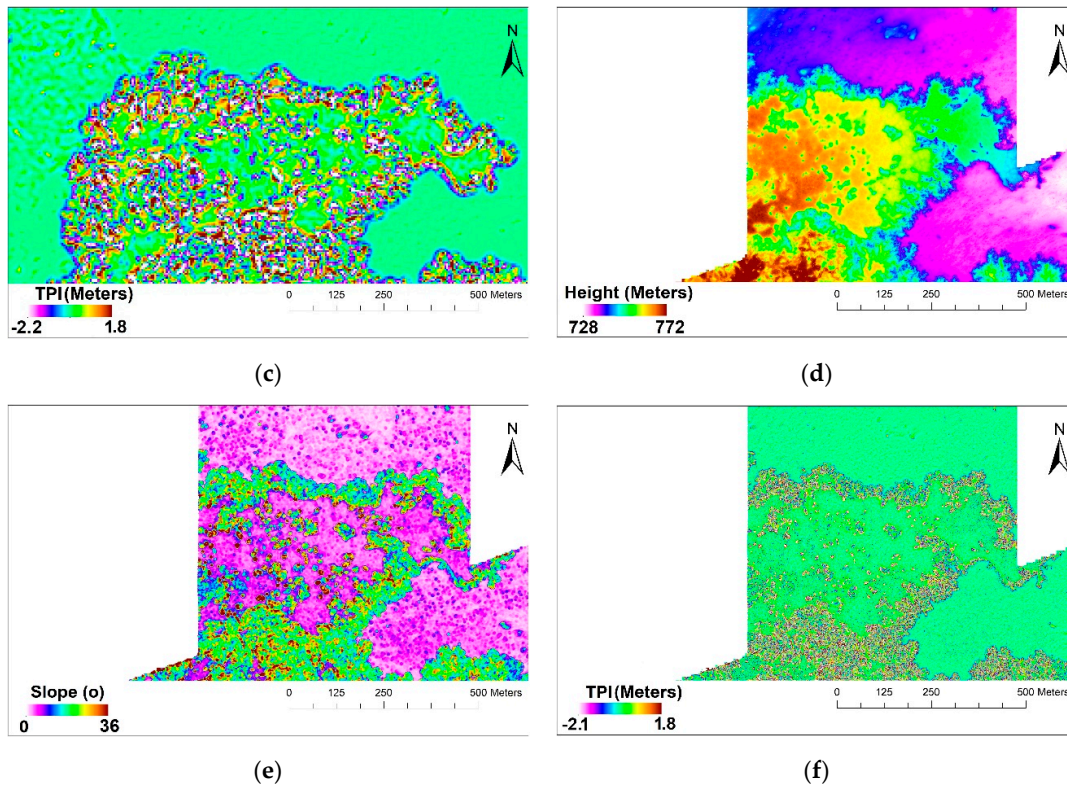 N
TPI(Meters)
-2.2 1.8
0 125 250 500 Meters
(c)
N
Height (Meters)
728 772
0 125 250 500 Meters
(d)
N
Slope (o)
0 36
0 125 250 500 Meters
(e)
N
TPI(Meters)
-2.1 1.8
0 125 250 500 Meters
(f)